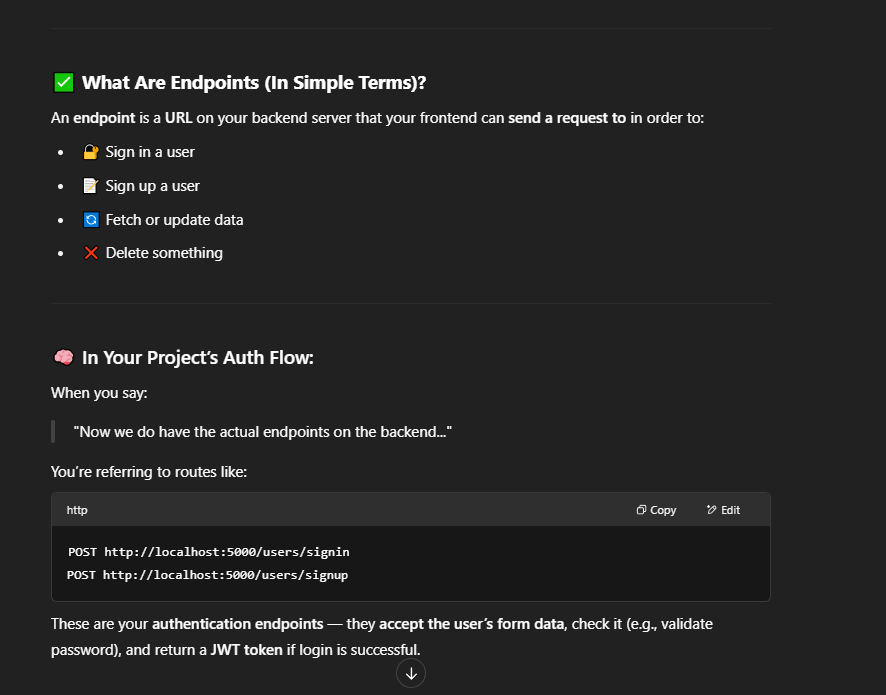 ✅ What Are Endpoints (In Simple Terms)?
An endpoint is a URL on your backend server that your frontend can send a request to in order to:
• 🔐 Sign in a user
• 📝 Sign up a user
• 🔄 Fetch or update data
• ❌ Delete something
🧠 In Your Project’s Auth Flow:
When you say:
"Now we do have the actual endpoints on the backend..."
You’re referring to routes like:
http Copy Edit
POST http://localhost:5000/users/signin
POST http://localhost:5000/users/signup
These are your authentication endpoints — they accept the user’s form data, check it (e.g., validate
password), and return a JWT token if login is successful.